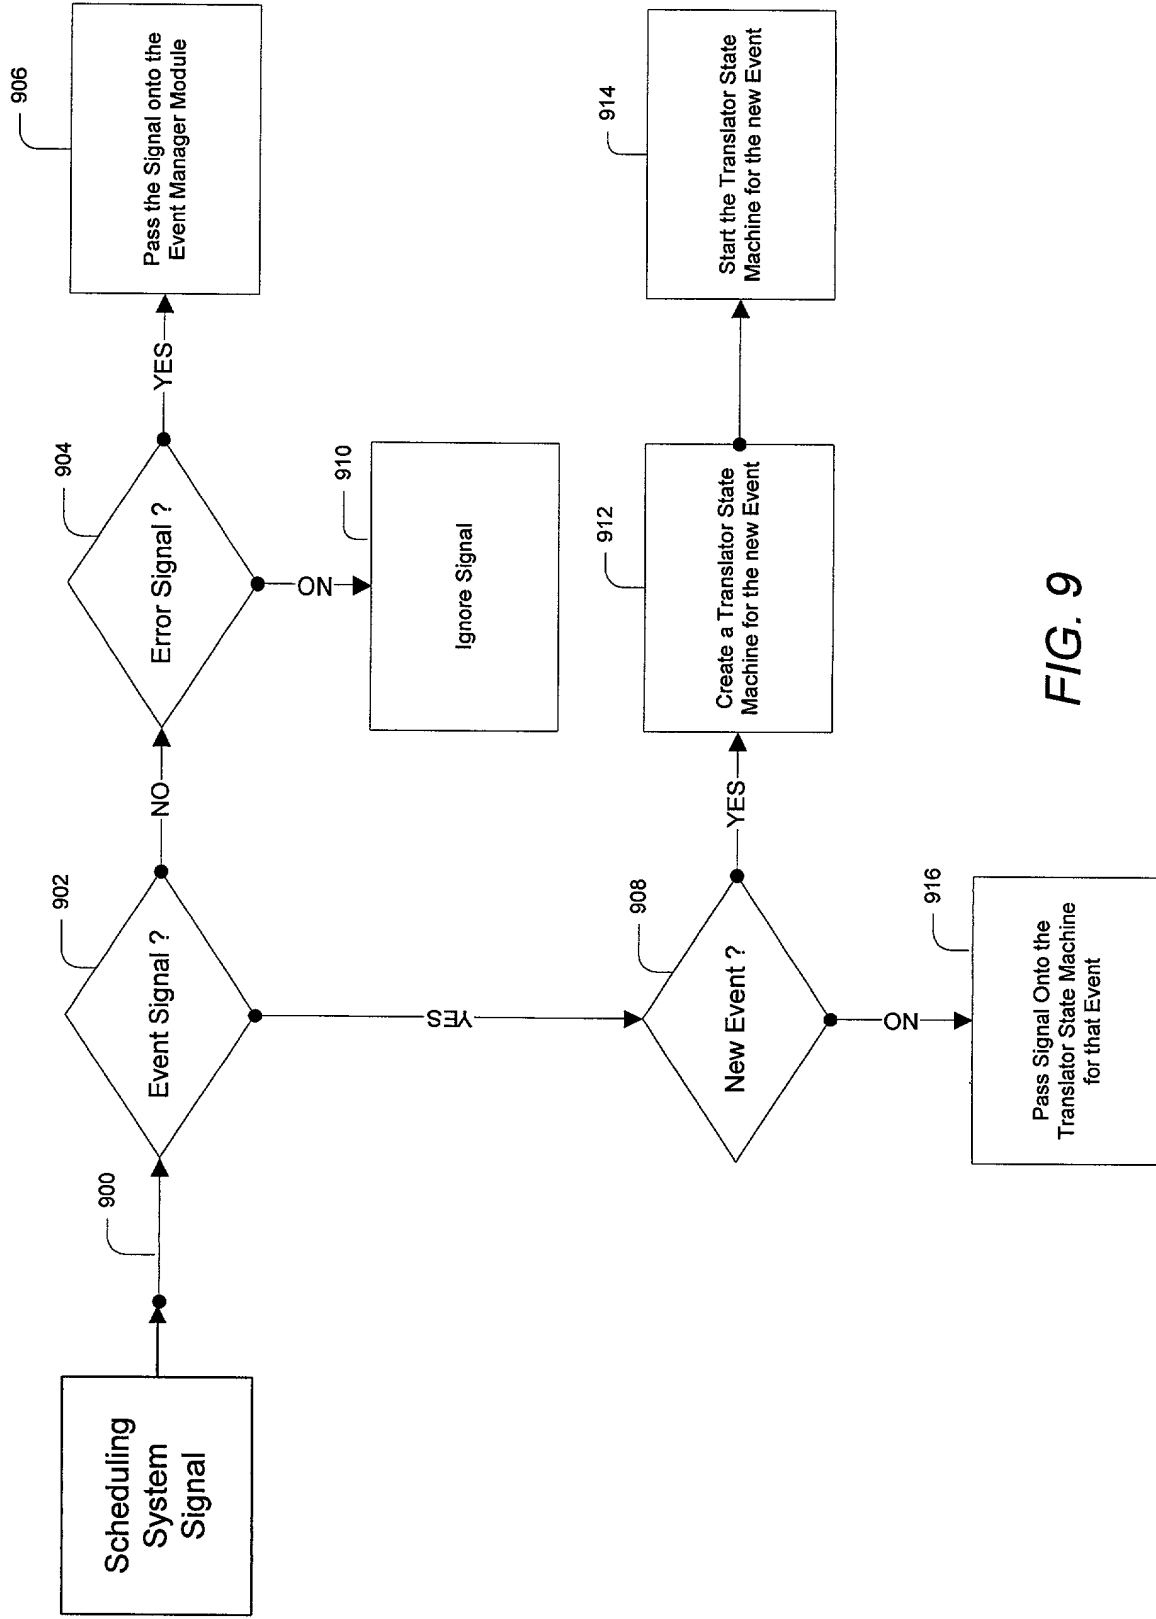 Scheduling
System
Signal
900
902
Event Signal ?
NO
904
Error Signal ?
YES
906
Pass the Signal onto the
Event Manager Module
NO
910
Ignore Signal
YES
908
New Event ?
YES
912
Create a Translator State
Machine for the new Event
914
Start the Translator State
Machine for the new Event
NO
916
Pass Signal Onto the
Translator State Machine
for that Event
FIG. 9